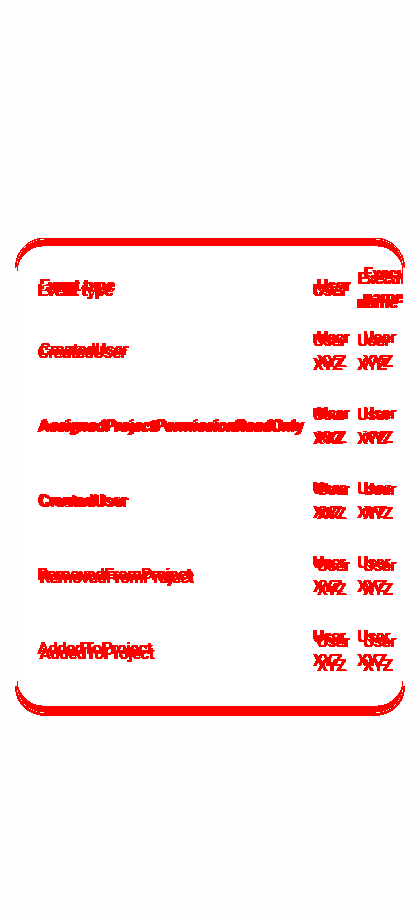 Event type User Execu
name
CreatedUser User User
XYZ XYZ
AssignedProjectPermissionReadOnly User User
XYZ XYZ
CreatedUser User User
XYZ XYZ
RemovedFromProject User User
XYZ XYZ
AddedToProject User User
XYZ XYZ